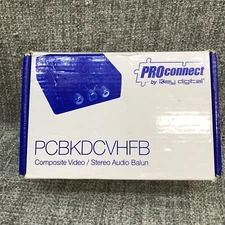 PROconnect
by Key digital
PCBKDCVHFB
Composite Video / Stereo Audio Balun